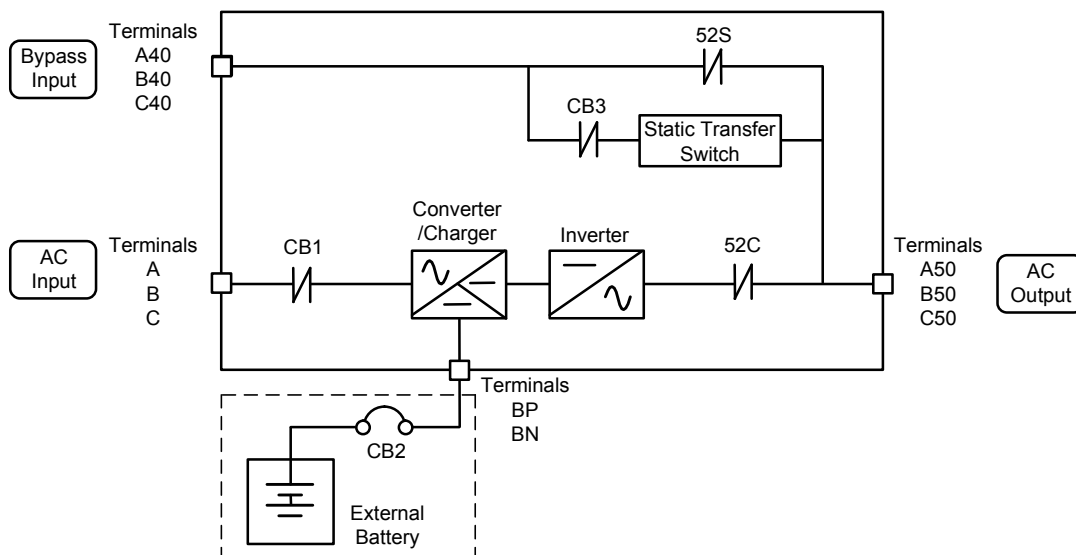 Bypass
Input
Terminals
A40
B40
C40
52S
CB3
Static Transfer
Switch
AC
Input
Terminals
A
B
C
CB1
Converter
/Charger
Inverter
52C
Terminals
A50
B50
C50
AC
Output
Terminals
BP
BN
CB2
External
Battery